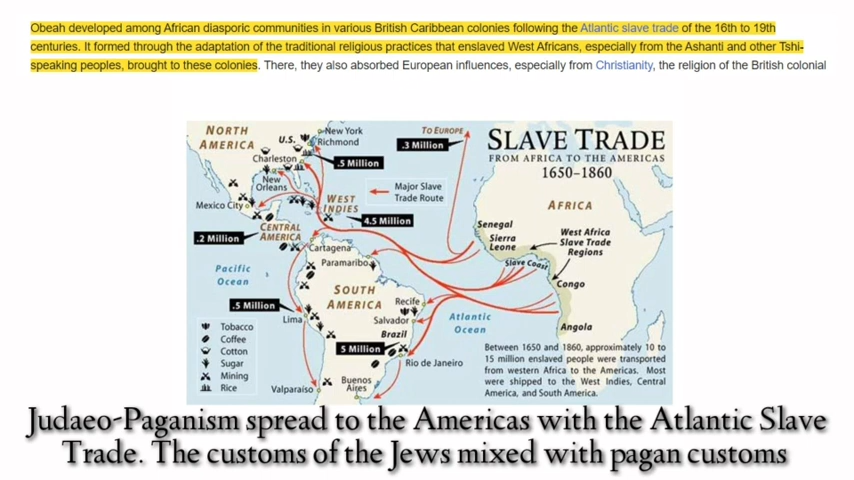 Obeah developed among African diasporic communities in various British Caribbean colonies following the Atlantic slave trade of the 16th to 19th
centuries. It formed through the adaptation of the traditional religious practices that enslaved West Africans, especially from the Ashanti and other Tshi-
speaking peoples, brought to these colonies. There, they also absorbed European influences, especially from Christianity, the religion of the British colonial
SLAVE TRADE
FROM AFRICA TO THE AMERICAS
1650–1860
NORTH
AMERICA
U.S.
New York
Richmond
Charleston
.5 Million
New
Orleans
Mexico City
TO EUROPE
.3 Million
Major Slave
Trade Route
WEST
INDIES
4.5 Million
.2 Million
CENTRAL
AMERICA
Cartagena
Paramaribo
Pacific
Ocean
SOUTH
AMERICA
.5 Million
Lima
Recife
Salvador
Brazil
5 Million
Rio de Janeiro
Buenos
Aires
Valparaiso
Atlantic
Ocean
AFRICA
Senegal
Sierra
Leone
West Africa
Slave Trade
Regions
Slave Coast
Congo
Angola
Tobacco
Coffee
Cotton
Sugar
Mining
Rice
Between 1650 and 1860, approximately 10 to
15 million enslaved people were transported
from western Africa to the Americas. Most
were shipped to the West Indies, Central
America, and South America.
Judaeo-Paganism spread to the Americas with the Atlantic Slave
Trade. The customs of the Jews mixed with pagan customs